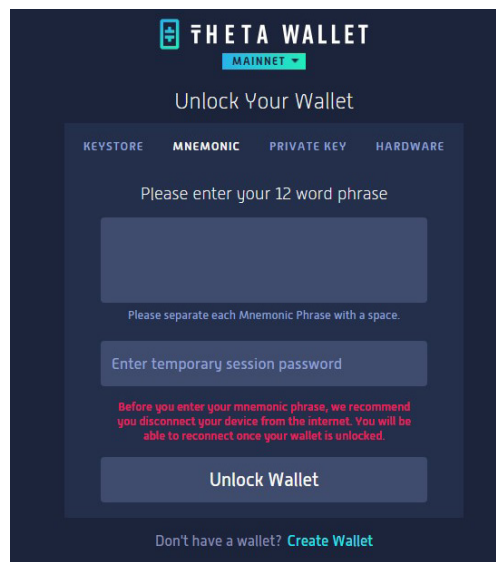 THETA WALLET
MAINNET
Unlock Your Wallet
KEYSTORE MNEMONIC PRIVATE KEY HARDWARE
Please enter your 12 word phrase
Please separate each Mnemonic Phrase with a space.
Enter temporary session password
Before you enter your mnemonic phrase, we recommend
you disconnect your device from the internet. You will be
able to reconnect once your wallet is unlocked.
Unlock Wallet
Don't have a wallet? Create Wallet